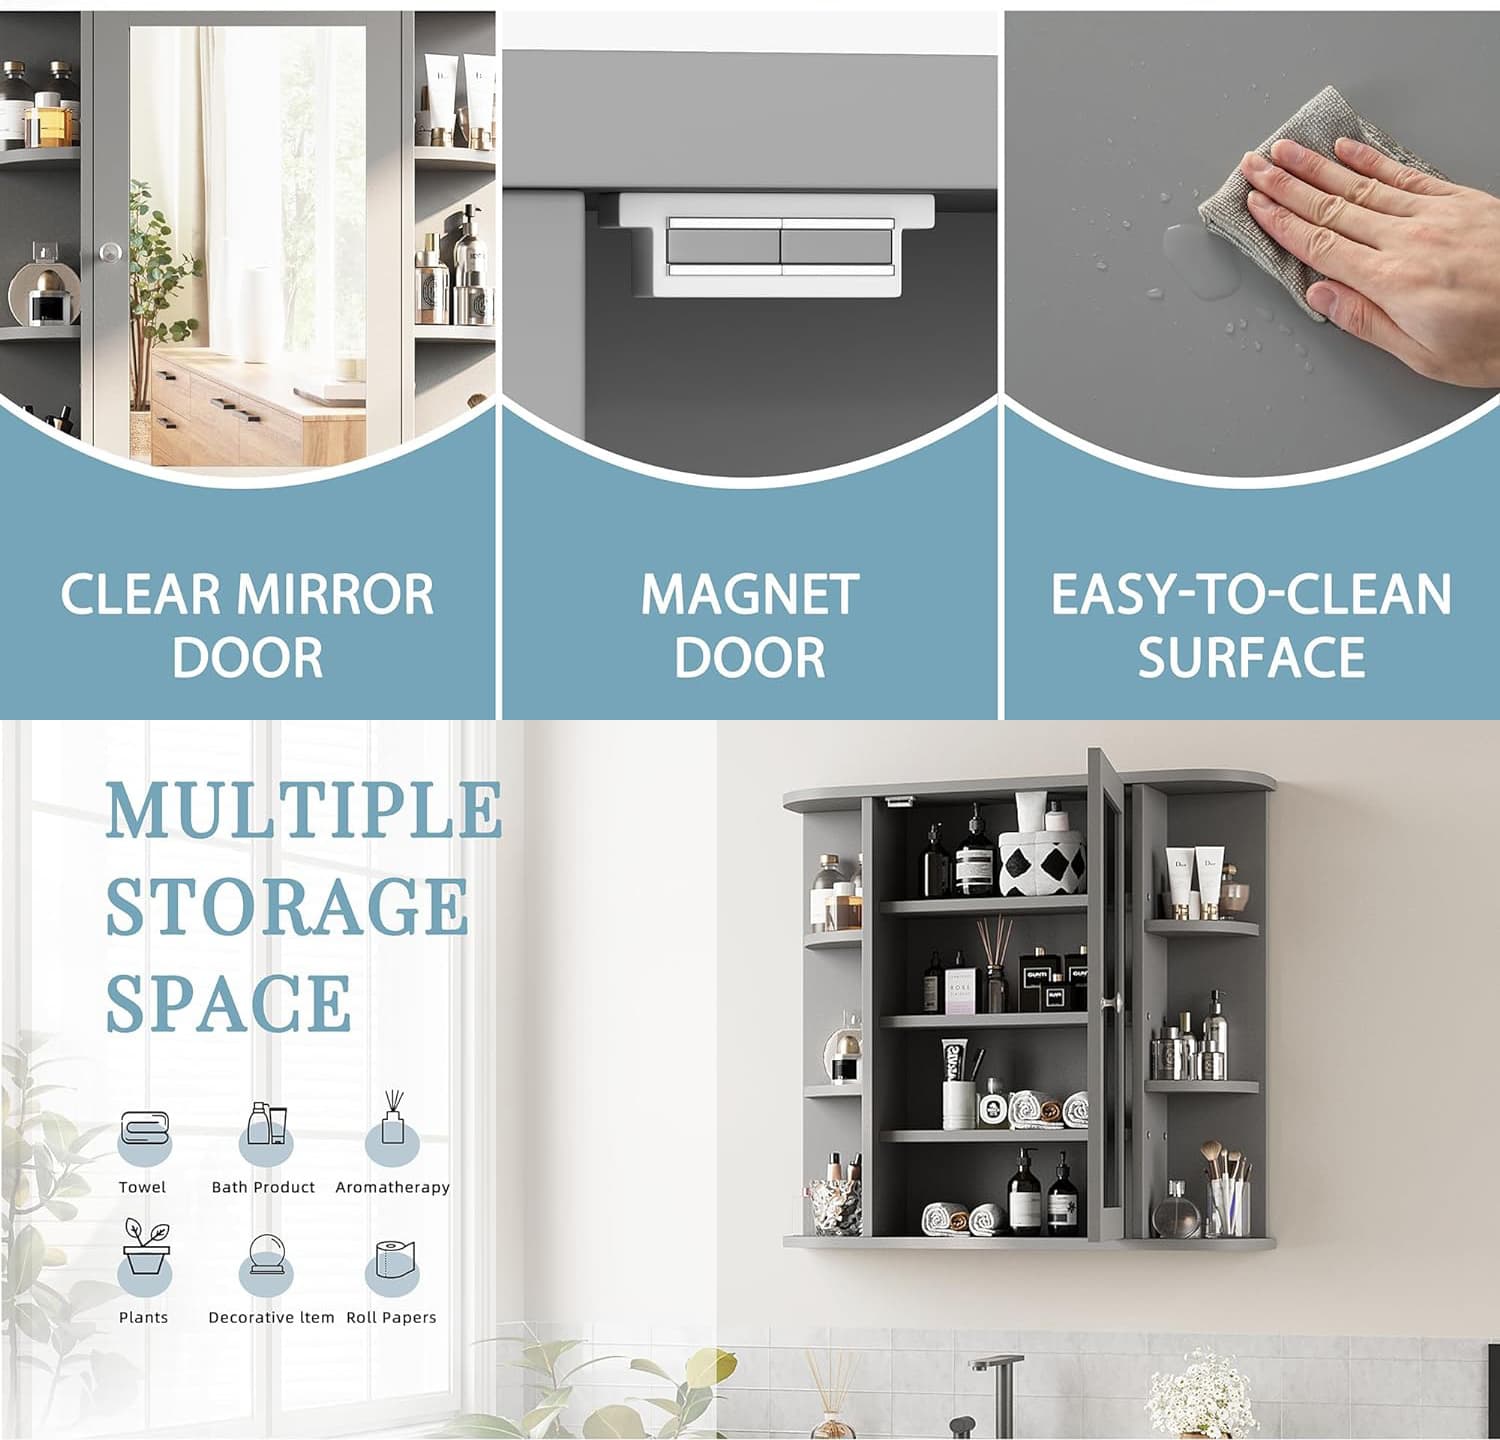 CLEAR MIRROR
DOOR
MAGNET
DOOR
EASY-TO-CLEAN
SURFACE
MULTIPLE
STORAGE
SPACE
Towel
Bath Product
Aromatherapy
Plants
Decorative ltem
Roll Papers